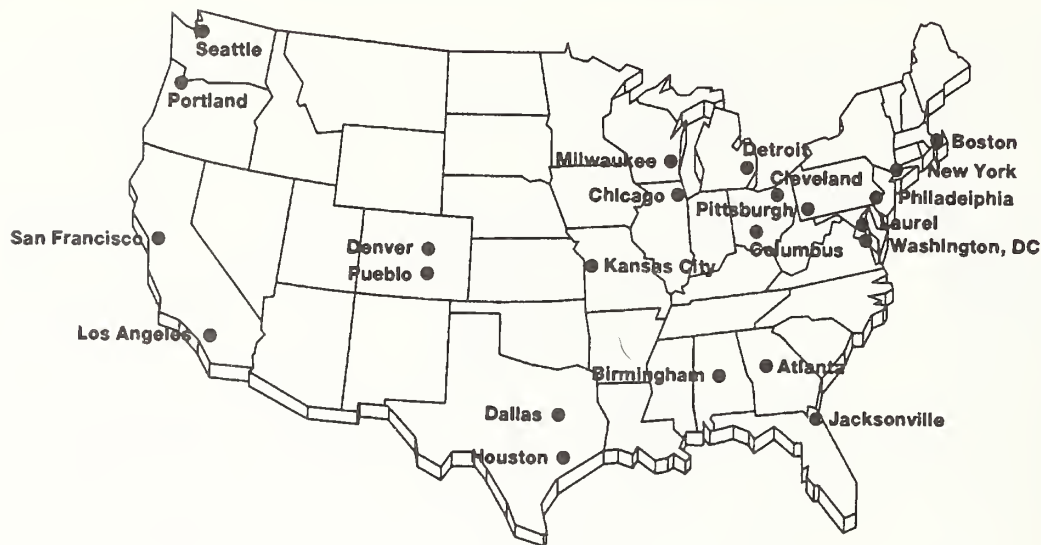 Seattle
Portland
Boston
Detroit
Milwaukee
New York
Cleveland
Chicago
Pittsburgh
Philadeiphia
Laurel
San Francisco
Denver
Columbus
Washington, DC
Pueblo
Kansas City
Los Angeles
Birmingham
Atlanta
Dallas
Jacksonville
Houston